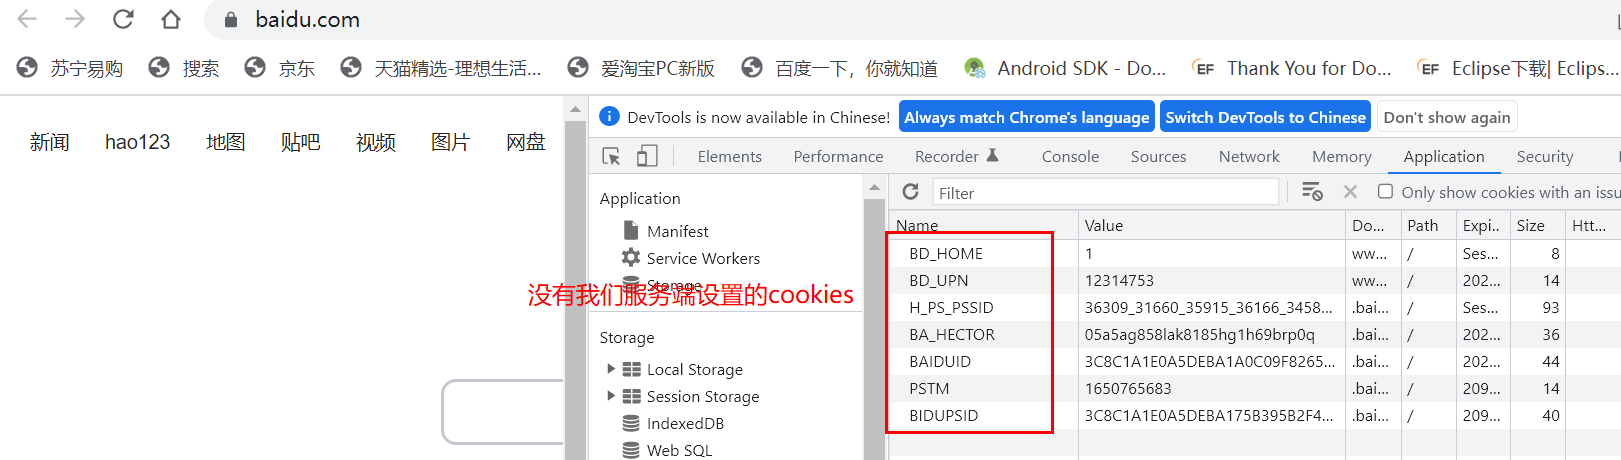 baidu.com
苏宁易购 搜索 京东 天猫精选-理想生活... 爱淘宝PC新版 百度一下，你就知道 Android SDK - Do... Thank You for Do... Eclipse下载| Eclips...
新闻 hao123 地图 贴吧 视频 图片 网盘
DevTools is now available in Chinese! Always match Chrome's language Switch DevTools to Chinese Don't show again
Elements Performance Recorder Console Sources Network Memory Application Security
Application
Manifest
Service Workers
Storage
没有我们服务端设置的cookies
Storage
Local Storage
Session Storage
IndexedDB
Web SQL
Filter Only show cookies with an issu
Name Value Do... Path Expi... Size Htt...
BD_HOME 1 ww... / Ses... 8
BD_UPN 12314753 ww... / 202... 14
H_PS_PSSID 36309_31660_35915_36166_3458... .bai... / Ses... 93
BA_HECTOR 05a5ag858lak8185hg1h69brp0q .bai... / 202... 36
BAIDUID 3C8C1A1E0A5DEBA1A0C09F8265... .bai... / 202... 44
PSTM 1650765683 .bai... / 209... 14
BIDUPSID 3C8C1A1E0A5DEBA175B395B2F4... .bai... / 209... 40